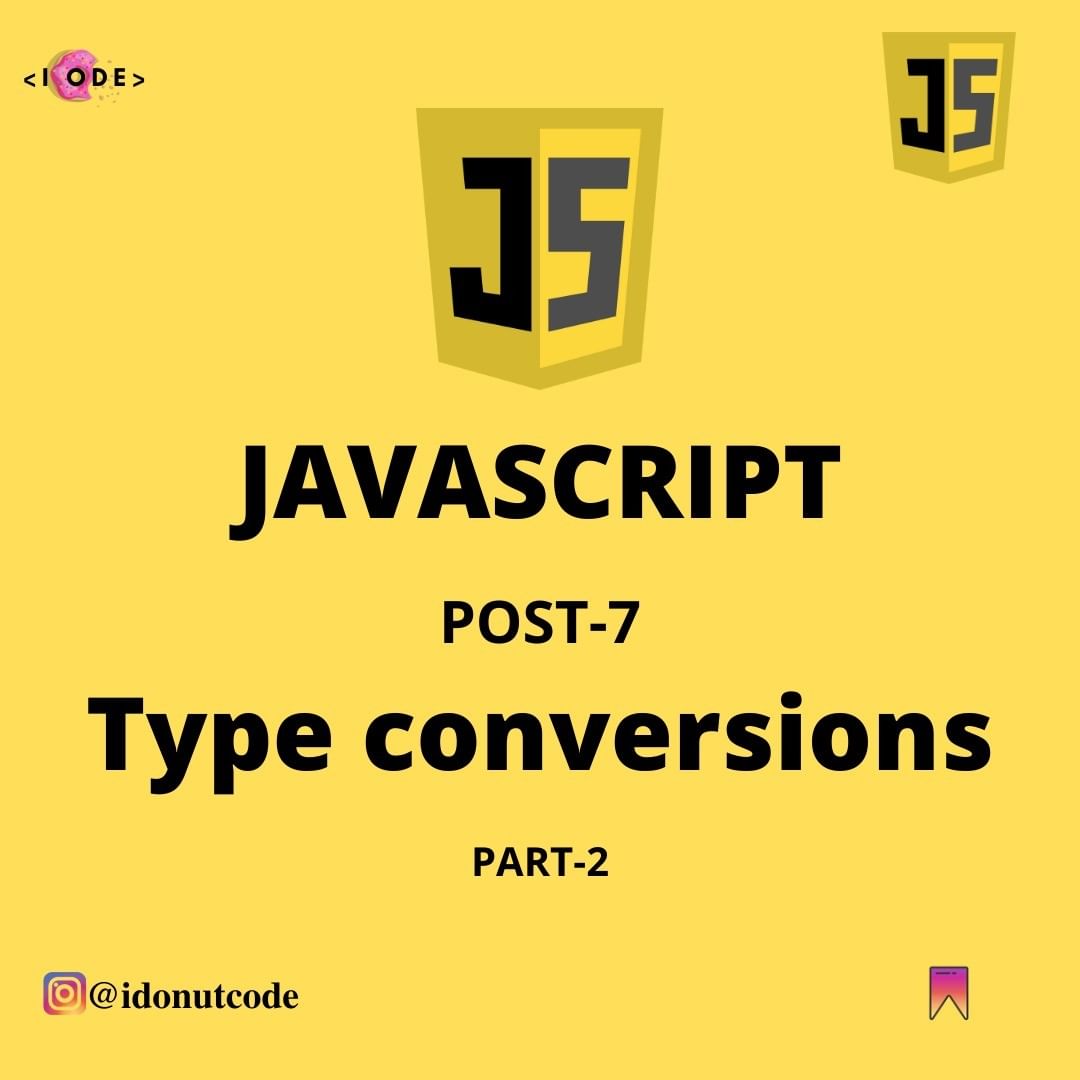 <I ODE>
JS
JS
JAVASCRIPT
POST-7
Type conversions
PART-2
@idonutcode